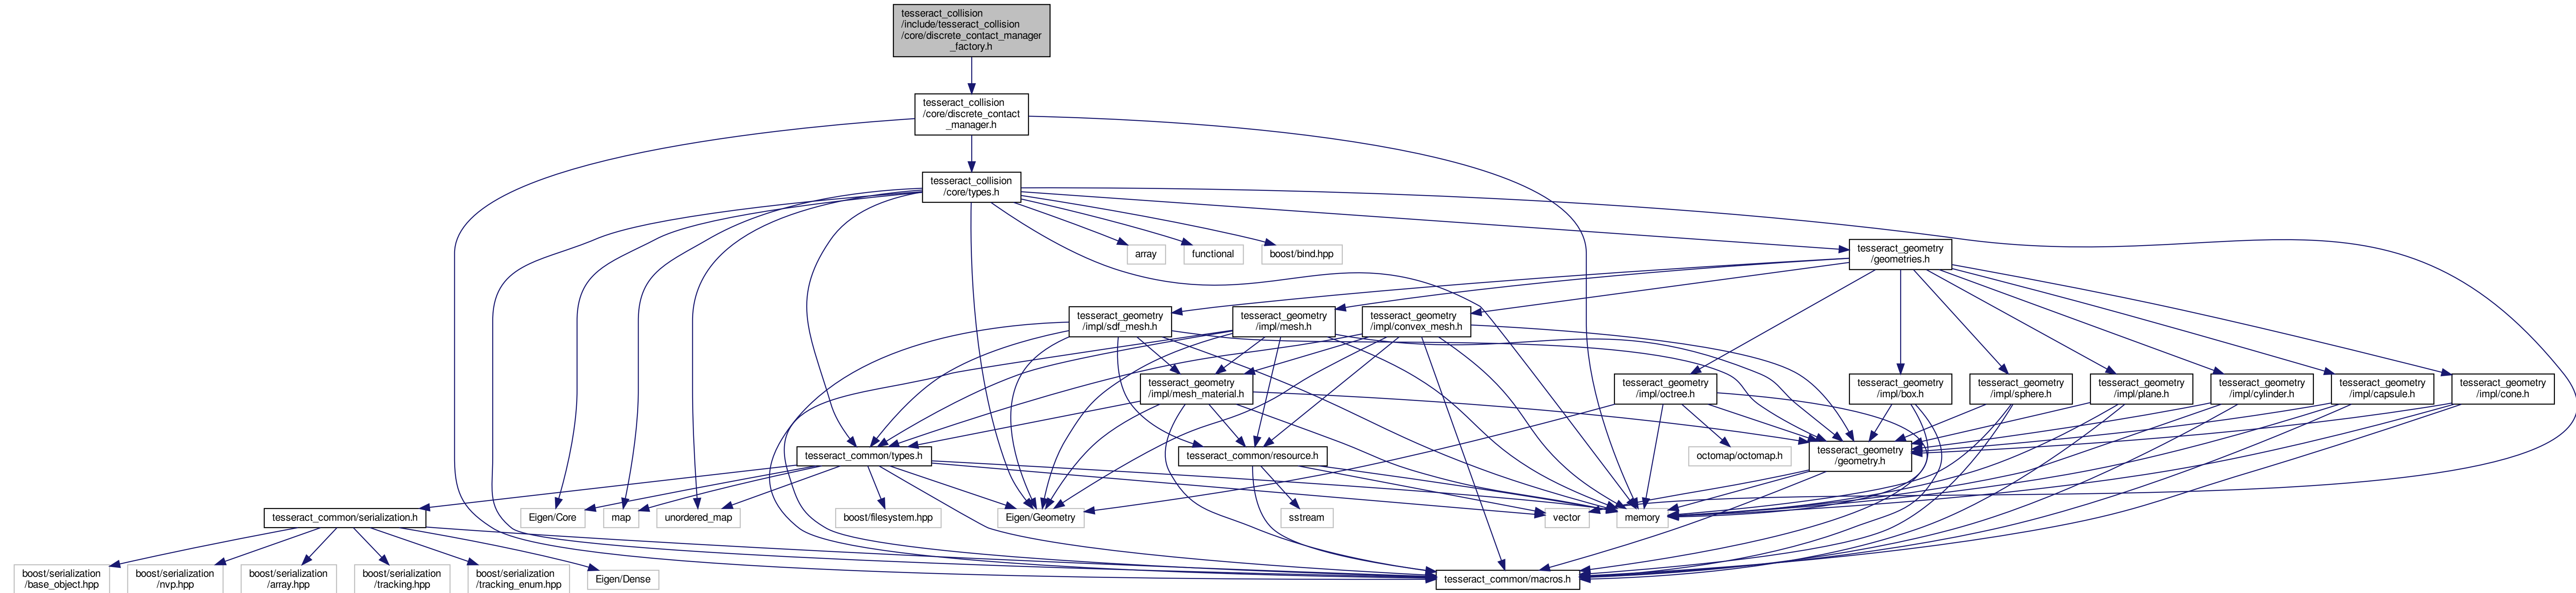 tesseract_collision
/include/tesseract_collision
/core/discrete_contact_manager
_factory.h
tesseract_collision
/core/discrete_contact
_manager.h
tesseract_collision
/core/types.h
array
functional
boost/bind.hpp
tesseract_geometry
/geometries.h
tesseract_geometry
/impl/sdf_mesh.h
tesseract_geometry
/impl/mesh.h
tesseract_geometry
/impl/convex_mesh.h
tesseract_geometry
/impl/mesh_material.h
tesseract_geometry
/impl/octree.h
tesseract_geometry
/impl/box.h
tesseract_geometry
/impl/sphere.h
tesseract_geometry
/impl/plane.h
tesseract_geometry
/impl/cylinder.h
tesseract_geometry
/impl/capsule.h
tesseract_geometry
/impl/cone.h
tesseract_common/types.h
tesseract_common/resource.h
octomap/octomap.h
tesseract_geometry
/geometry.h
tesseract_common/serialization.h
Eigen/Core
map
unordered_map
boost/filesystem.hpp
Eigen/Geometry
sstream
vector
memory
boost/serialization
/base_object.hpp
boost/serialization
/nvp.hpp
boost/serialization
/array.hpp
boost/serialization
/tracking.hpp
boost/serialization
/tracking_enum.hpp
Eigen/Dense
tesseract_common/macros.h